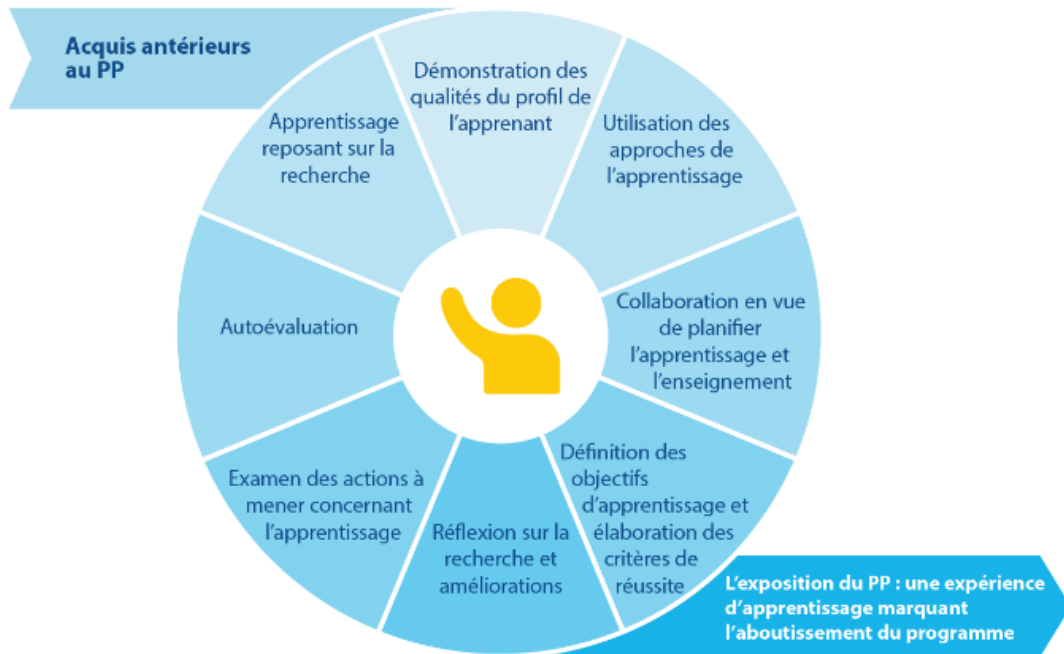 Acquis antérieurs
au PP
Démonstration des
qualités du profil de
l'apprenant
Utilisation des
approches de
l'apprentissage
Collaboration en vue
de planifier
l'apprentissage et
l'enseignement
Définition des
objectifs
d'apprentissage et
élaboration des
critères de
réussite
Réflexion sur la
recherche et
améliorations
Examen des actions à
mener concernant
l'apprentissage
Autoévaluation
Apprentissage
reposant sur la
recherche
L'exposition du PP : une expérience
d'apprentissage marquant
l'aboutissement du programme